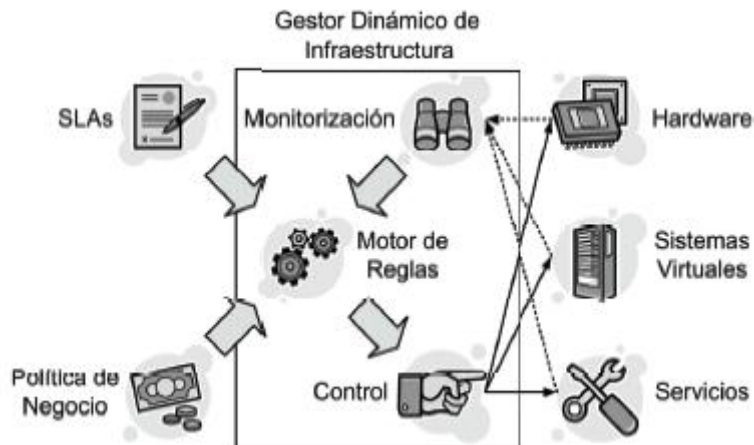 Gestor Dinámico de
Infraestructura
SLAs
Monitorización
Hardware
Motor de
Reglas
Sistemas
Virtuales
Política de
Negocio
Control
Servicios